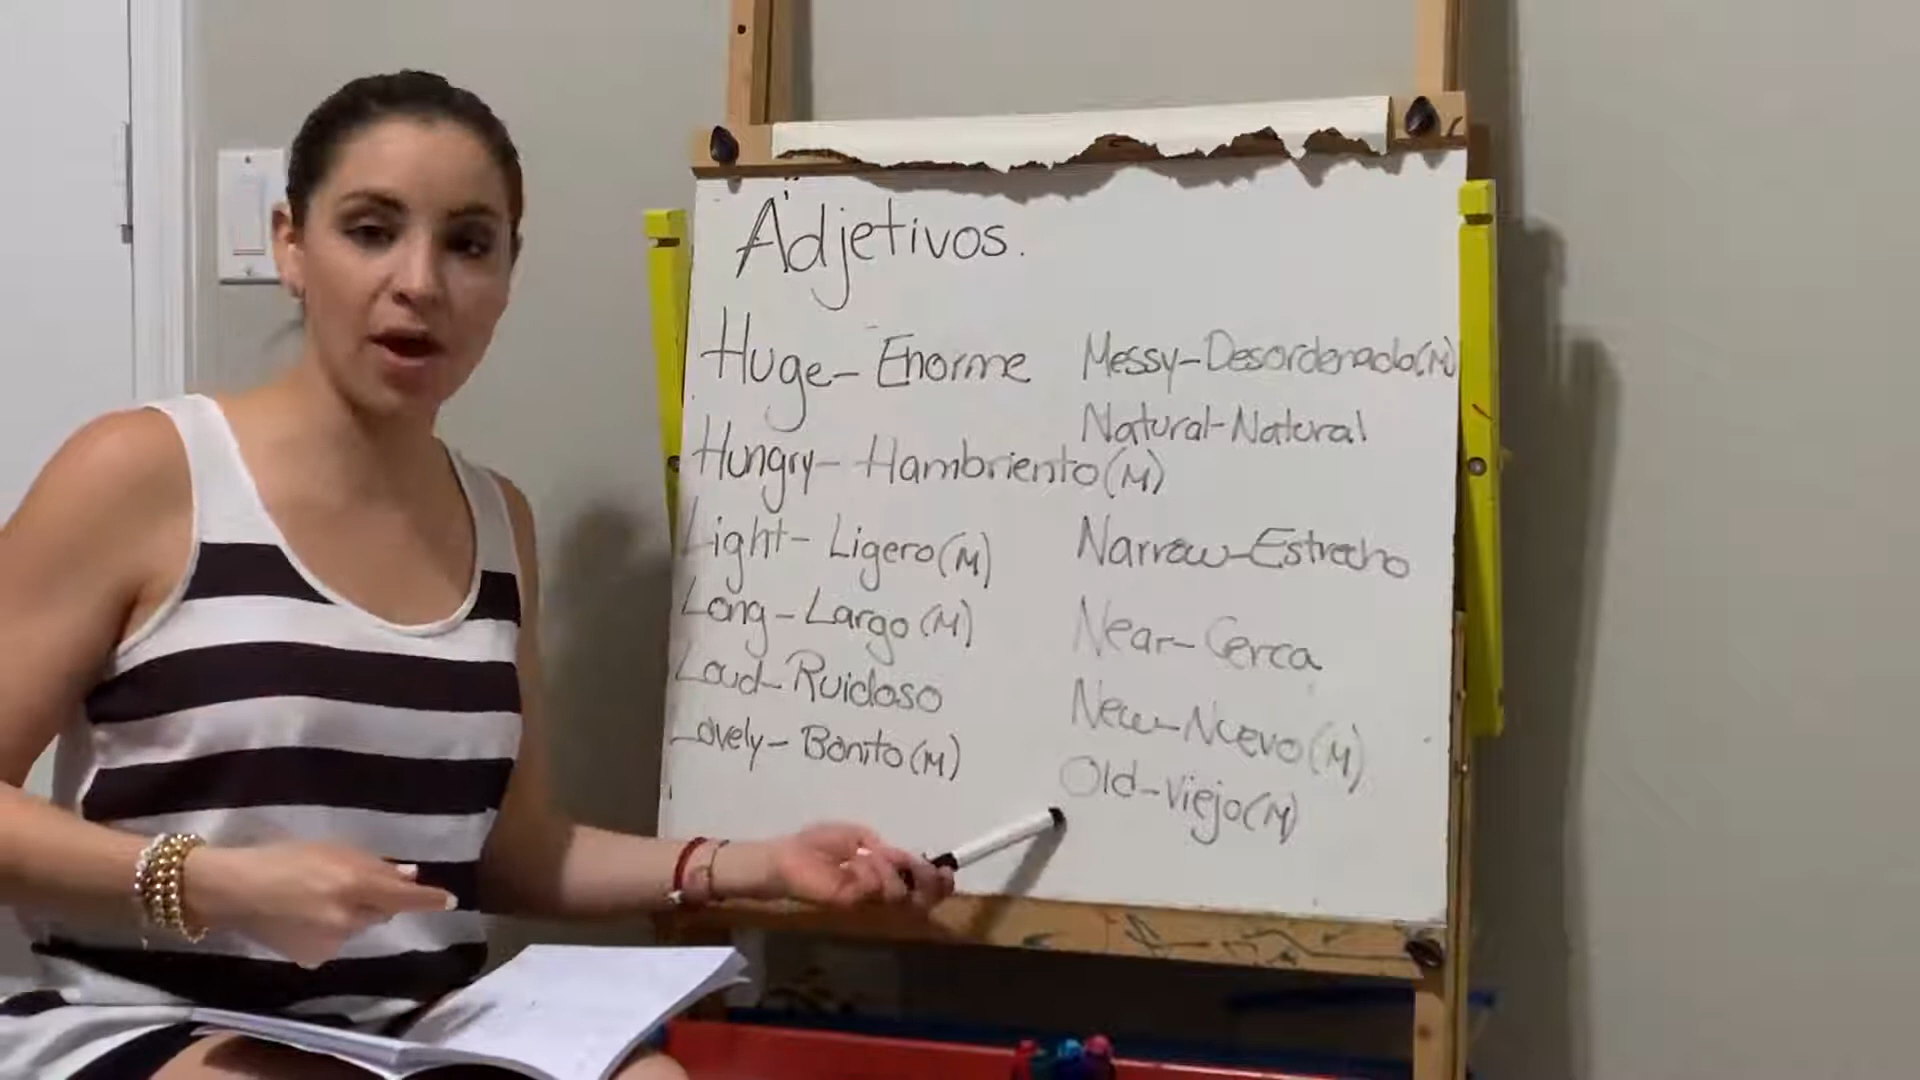 Adjetivos.
Huge- Enorme
Hungry- Hambriento(M)
Light- Ligero(M)
Long-Largo(M)
Loud-Ruidoso
Lovely-Bonito(M)
Messy-Desordenado(M)
Natural-Natural
Narrow-Estrecho
Near-Cerca
New-Nuevo(M)
Old-Viejo(M)